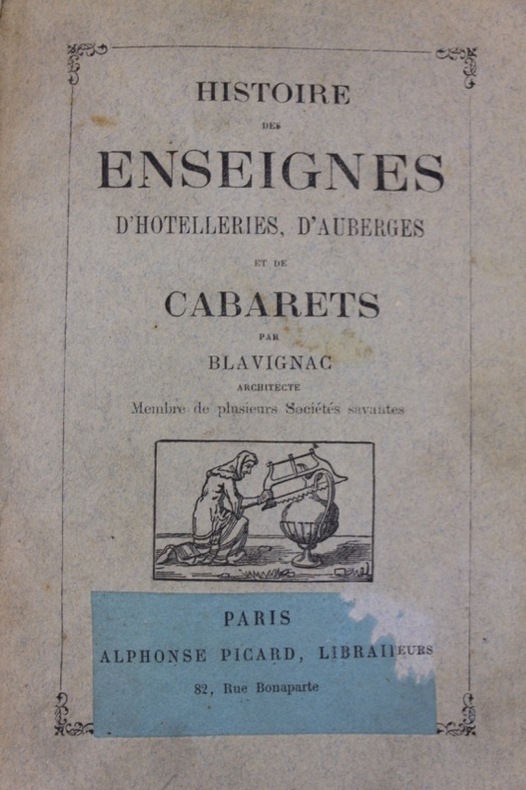 HISTOIRE
DES
ENSEIGNES
D'HOTELLERIES, D'AUBERGES
ET DE
CABARETS
PAR
BLAVIGNAC
ARCHITECTE
Membre de plusieurs Sociétés savantes
PARIS
ALPHONSE PICARD,
82, Rue Bonaparte